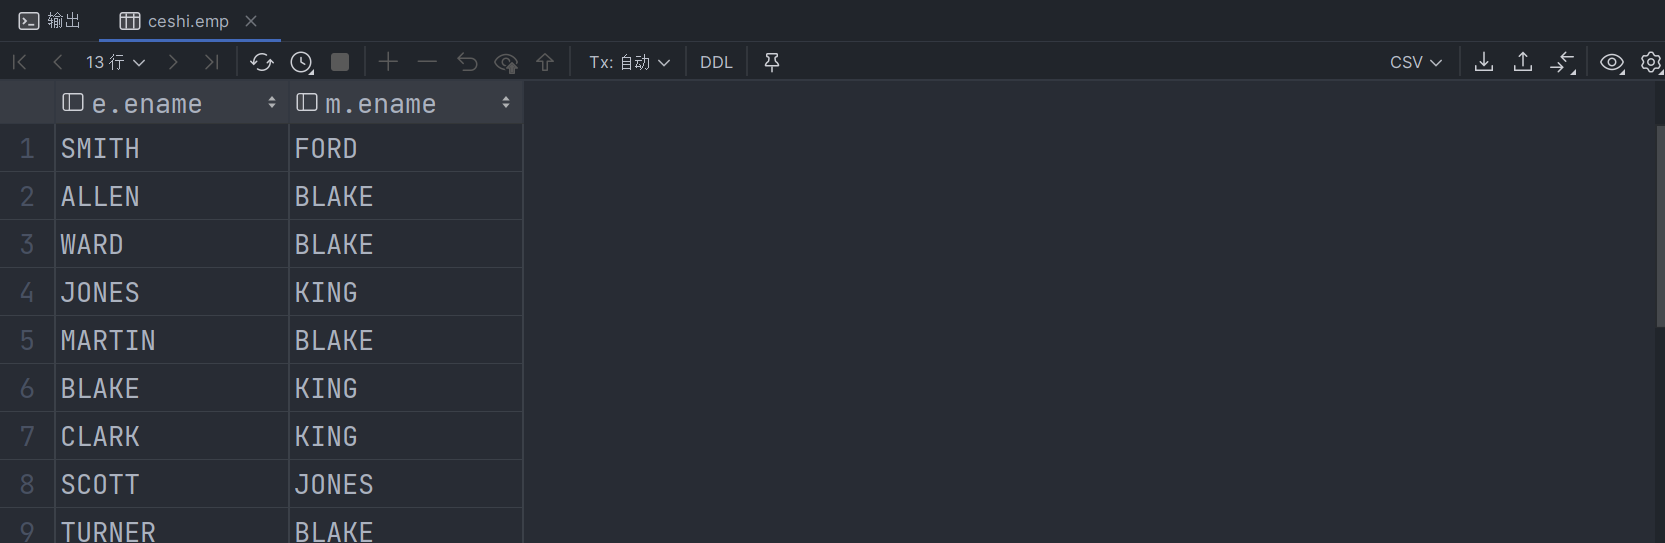 输出 ceshi.emp
13 行 Tx: 自动 DDL CSV
e.ename m.ename
1 SMITH FORD
2 ALLEN BLAKE
3 WARD BLAKE
4 JONES KING
5 MARTIN BLAKE
6 BLAKE KING
7 CLARK KING
8 SCOTT JONES
9 TURNER BLAKE